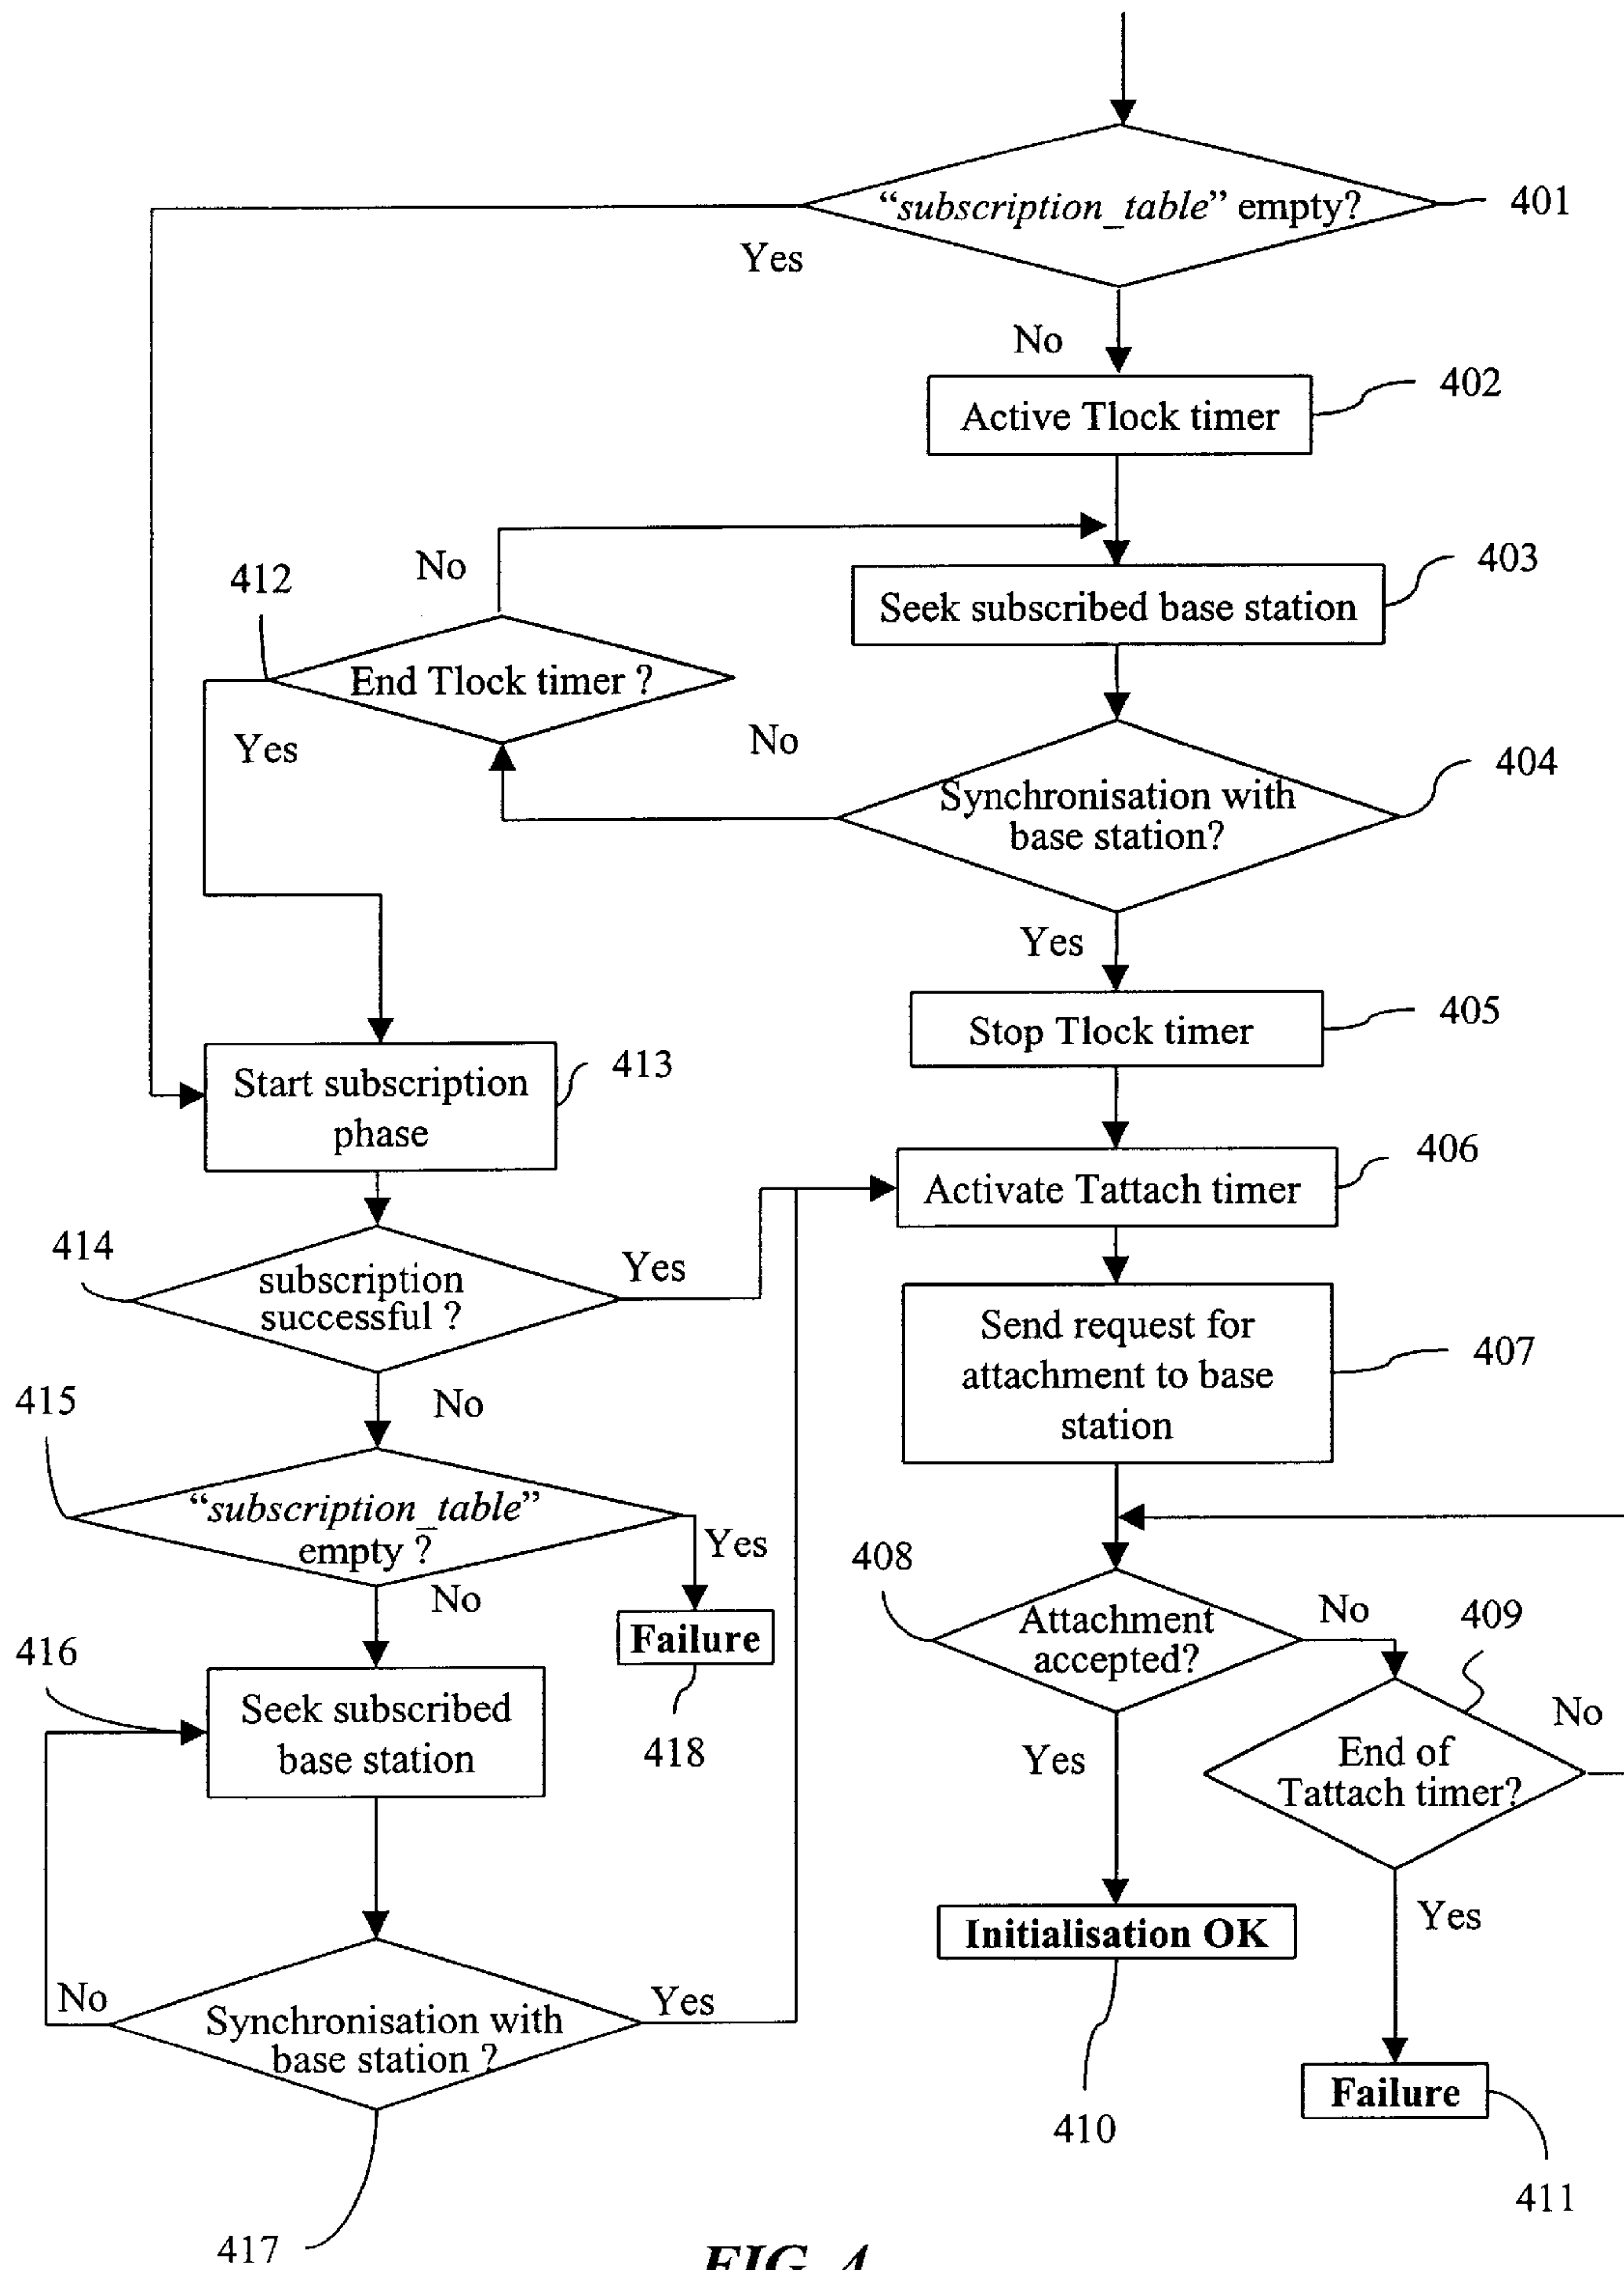 “subscription_table” empty?
401
Yes
No
402
Active Tlock timer
No
412
403
Seek subscribed base station
End Tlock timer ?
Yes
No
404
Synchronisation with
base station?
Yes
405
Stop Tlock timer
413
Start subscription
phase
406
Activate Tattach timer
414
Yes
subscription
successful ?
Send request for
attachment to base
station
407
415
No
“subscription_table”
empty ?
Yes
408
No
Attachment
accepted?
No
409
Failure
416
Seek subscribed
base station
418
Yes
No
End of
Tattach timer?
Initialisation OK
Yes
No
Yes
Synchronisation with
base station ?
Failure
410
411
417
FIG. 4